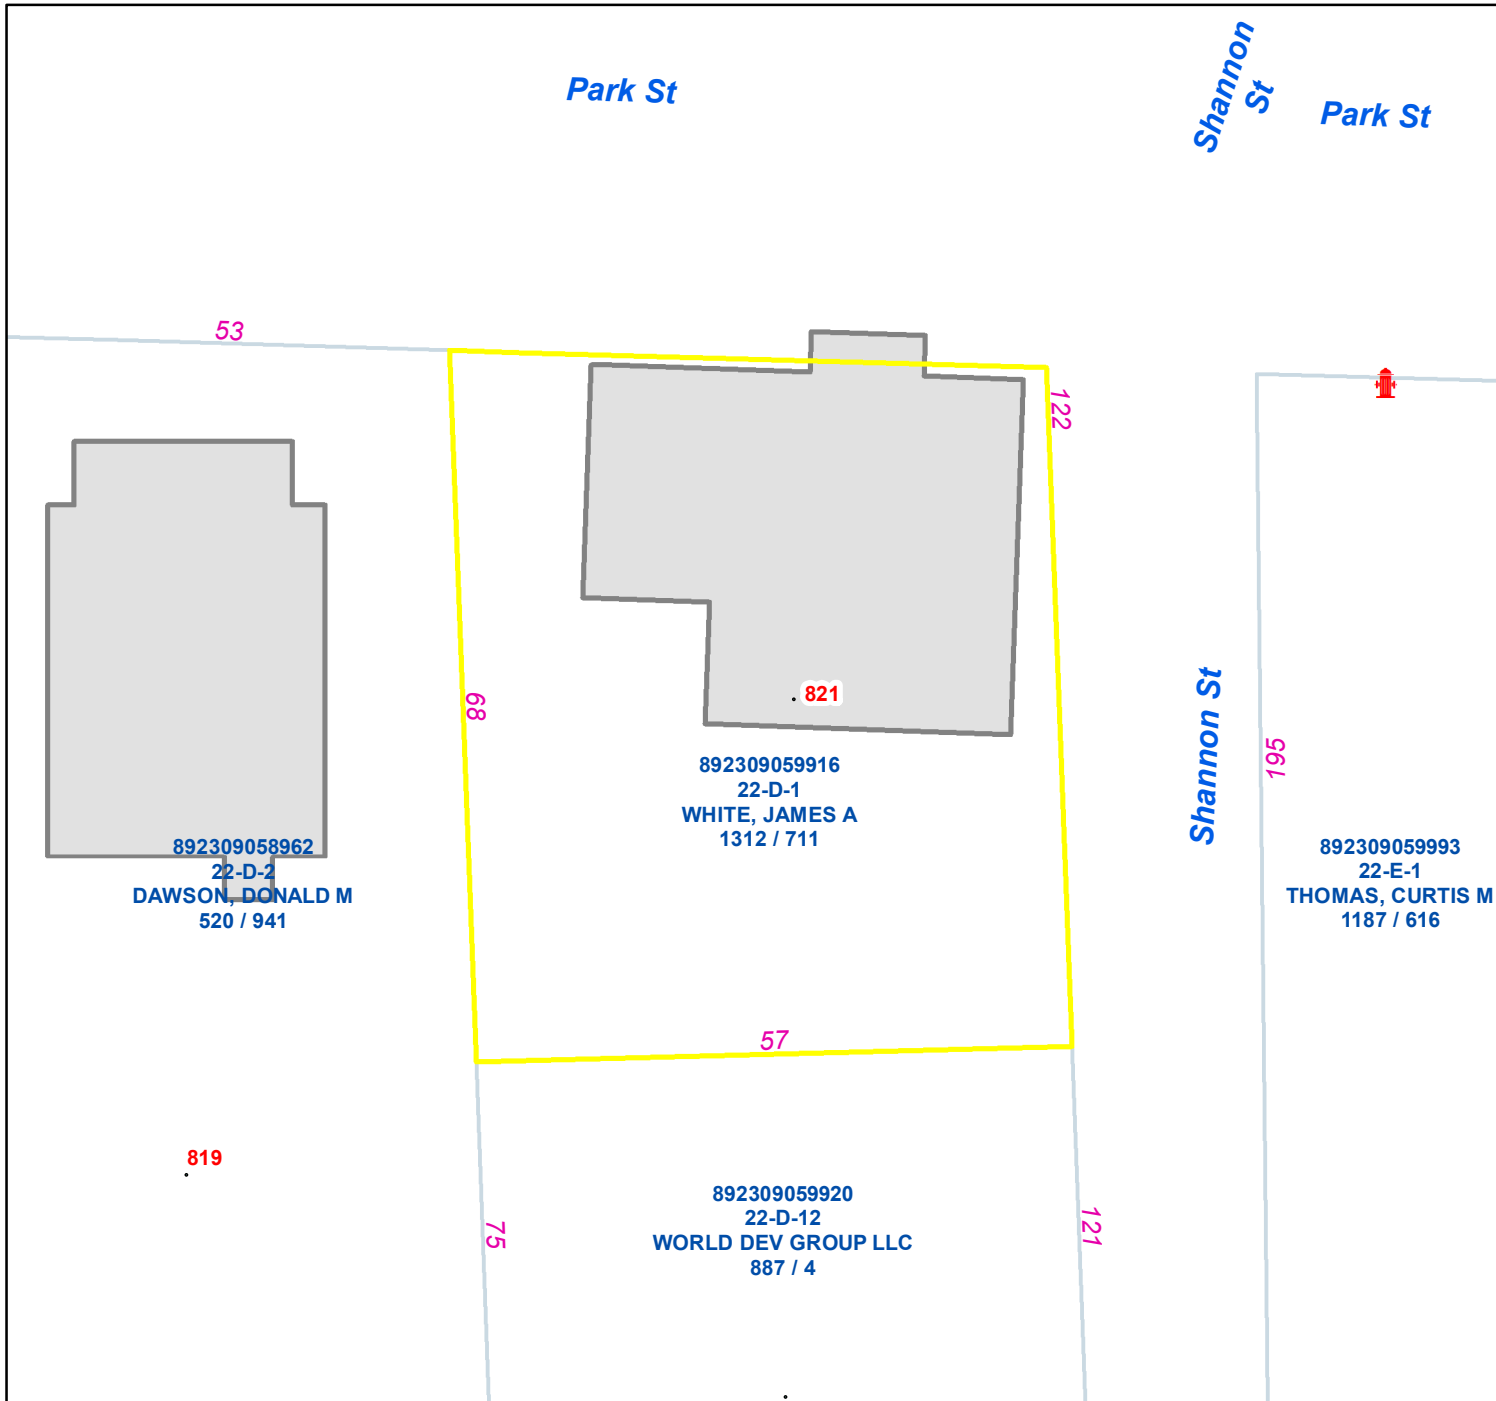 Park St
Shannon
St
Park St
53
122
68
821
892309059916
22-D-1
WHITE, JAMES A
1312 / 711
Shannon St
195
892309058962
22-D-2
DAWSON, DONALD M
520 / 941
892309059993
22-E-1
THOMAS, CURTIS M
1187 / 616
57
819
75
892309059920
22-D-12
WORLD DEV GROUP LLC
887 / 4
121